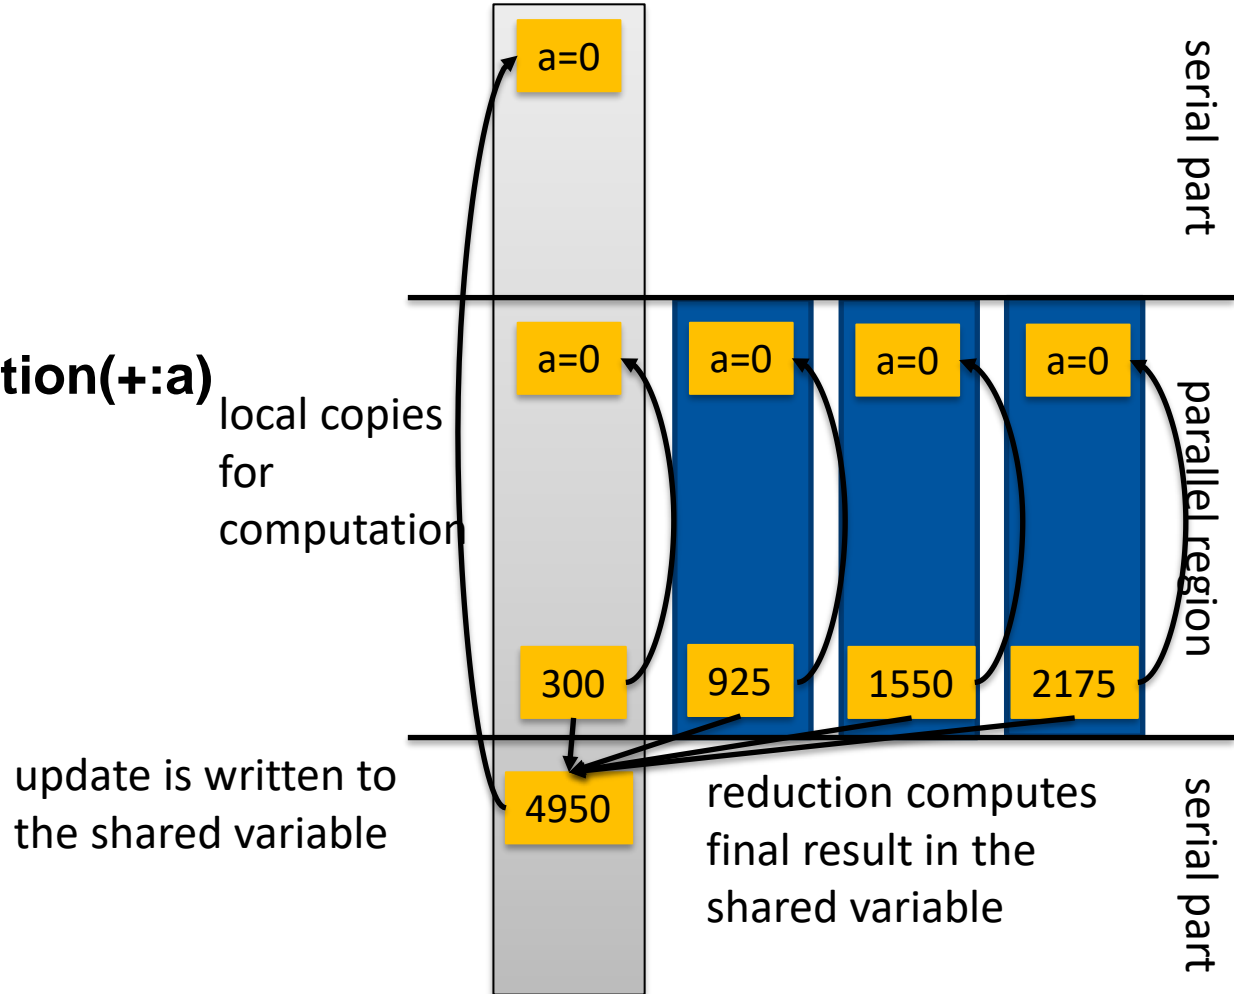 a=0
serial part
a=0
a=0
a=0
a=0
tion(+:a)
local copies
for
computation
parallel region
300
925
1550
2175
update is written to
the shared variable
4950
reduction computes
final result in the
shared variable
serial part